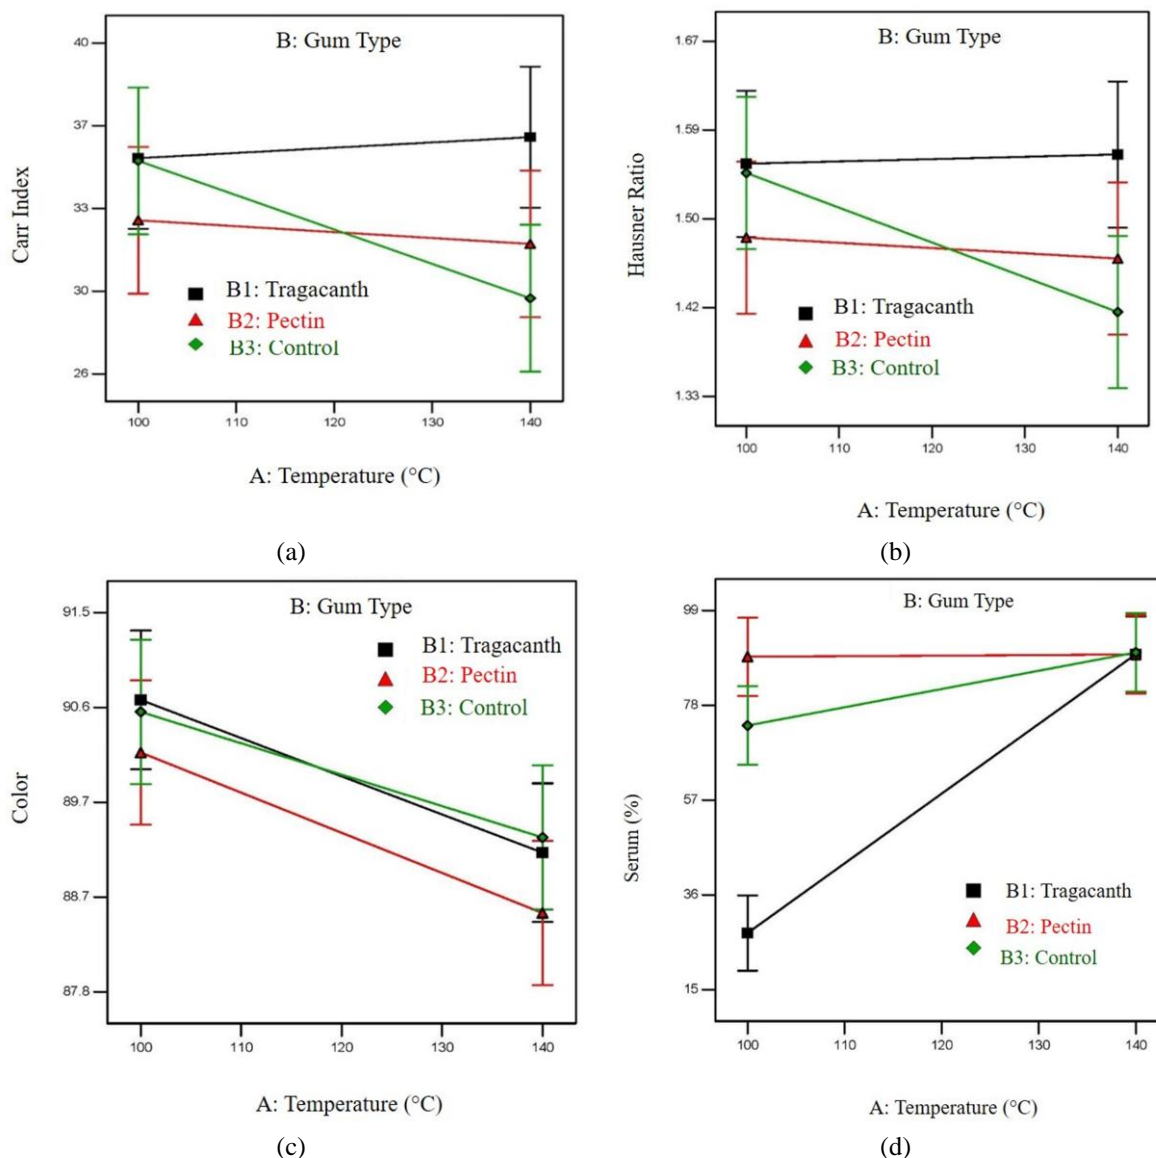 B: Gum Type
40
37
33
30
26
Carr Index
B1: Tragacanth
B2: Pectin
B3: Control
100 110 120 130 140
A: Temperature (°C)
(a)
B: Gum Type
1.67
1.59
1.50
1.42
1.33
Hausner Ratio
B1: Tragacanth
B2: Pectin
B3: Control
100 110 120 130 140
A: Temperature (°C)
(b)
B: Gum Type
91.5
90.6
89.7
88.7
87.8
Color
B1: Tragacanth
B2: Pectin
B3: Control
100 110 120 130 140
A: Temperature (°C)
(c)
B: Gum Type
99
78
57
36
15
Serum (%)
B1: Tragacanth
B2: Pectin
B3: Control
100 110 120 130 140
A: Temperature (°C)
(d)